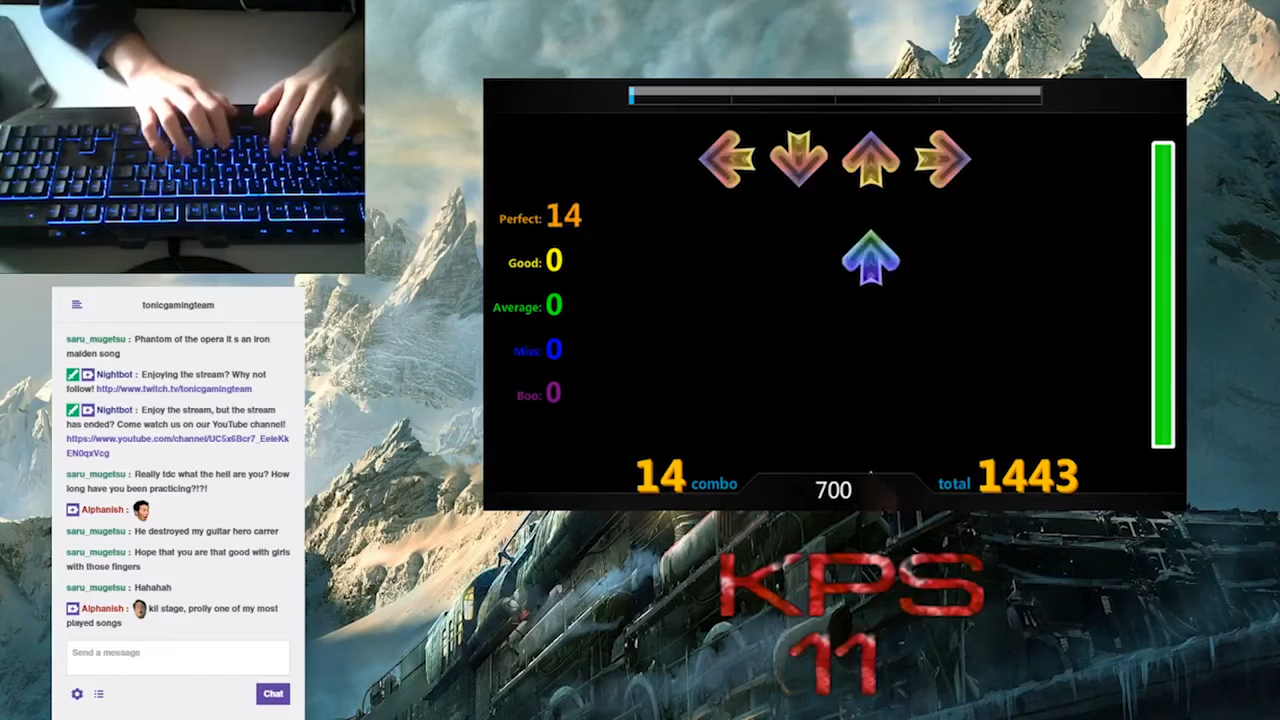 tonicgamingteam
saru_mugetsu : Phantom of the opera it s an iron
maiden song
Nightbot : Enjoying the stream? Why not
follow! http://www.twitch.tv/tonicgamingteam
Nightbot : Enjoy the stream, but the stream
has ended? Come watch us on our YouTube channel!
https://www.youtube.com/channel/UC5x6Bcr7_EeleKk
EN0qxVcg
saru_mugetsu : Really tdc what the hell are you? How
long have you been practicing?!?!
Alphanish :
saru_mugetsu : He destroyed my guitar hero carrer
saru_mugetsu : Hope that you are that good with girls
with those fingers
saru_mugetsu : Hahahah
Alphanish : kil stage, prolly one of my most
played songs
Send a message
Chat
Perfect: 14
Good: 0
Average: 0
Miss: 0
Boo: 0
14 combo
700
total 1443
KPS
11